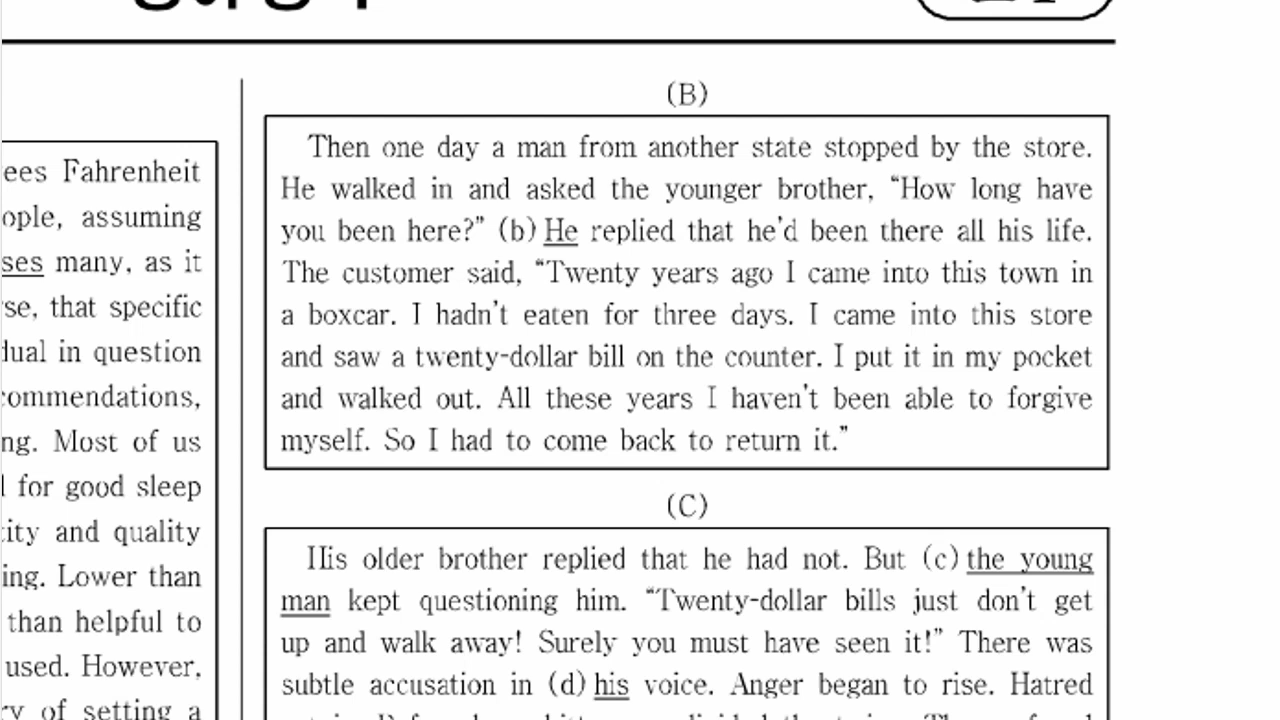 ees Fahrenheit
ople, assuming
ses many, as it
se, that specific
dual in question
commendations,
ng. Most of us
for good sleep
tity and quality
ing. Lower than
than helpful to
used. However,
ry of setting a
(B)
Then one day a man from another state stopped by the store.
He walked in and asked the younger brother, “How long have
you been here?” (b) He replied that he’d been there all his life.
The customer said, “Twenty years ago I came into this town in
a boxcar. I hadn’t eaten for three days. I came into this store
and saw a twenty-dollar bill on the counter. I put it in my pocket
and walked out. All these years I haven’t been able to forgive
myself. So I had to come back to return it.”
(C)
His older brother replied that he had not. But (c) the young
man kept questioning him. “Twenty-dollar bills just don’t get
up and walk away! Surely you must have seen it!” There was
subtle accusation in (d) his voice. Anger began to rise. Hatred